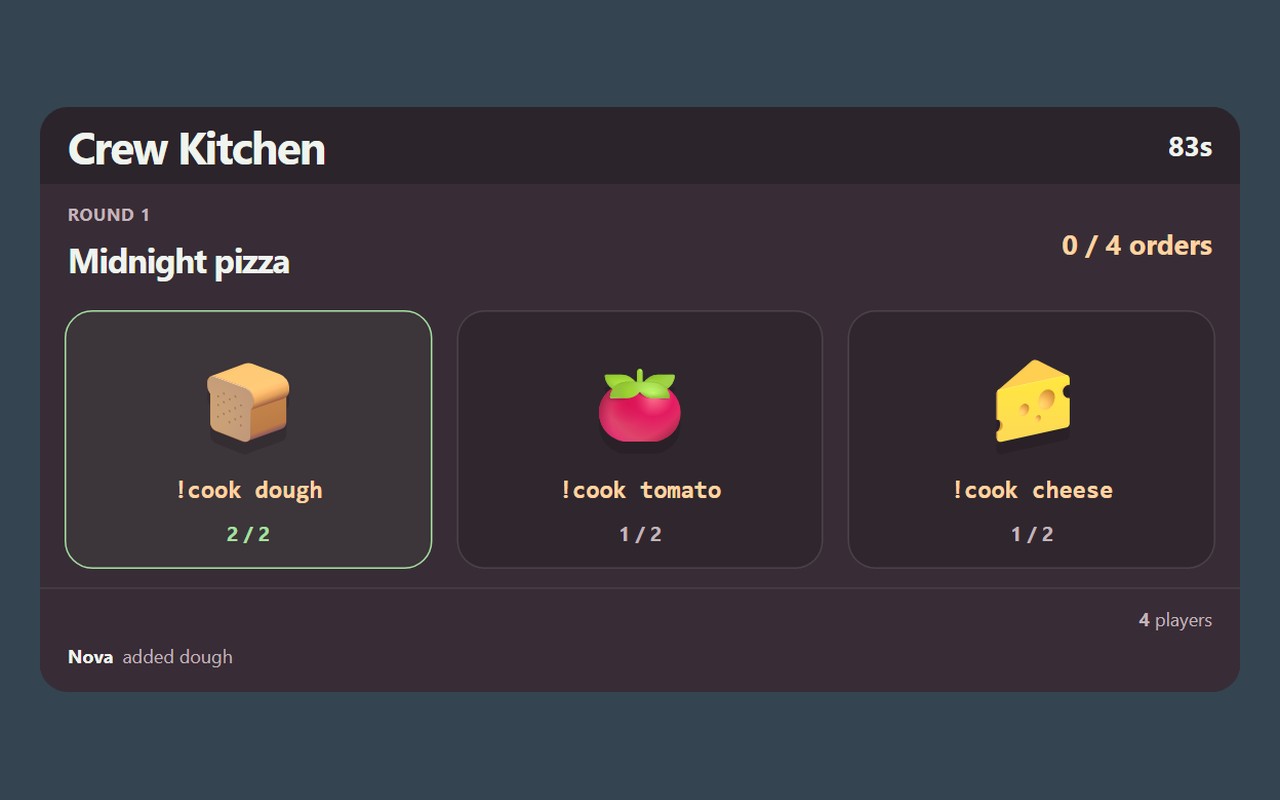 Crew Kitchen
83s
ROUND 1
Midnight pizza
0 / 4 orders
!cook dough
2 / 2
!cook tomato
1 / 2
!cook cheese
1 / 2
4 players
Nova added dough